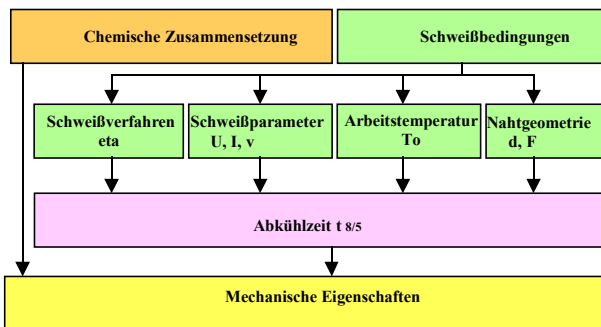 Chemische Zusammensetzung
Schweißbedingungen
Schweißverfahren
eta
Schweißparameter
U, I, v
Arbeitstemperatur
To
Nahtgeometrie
d, F
Abkühlzeit t 8/5
Mechanische Eigenschaften